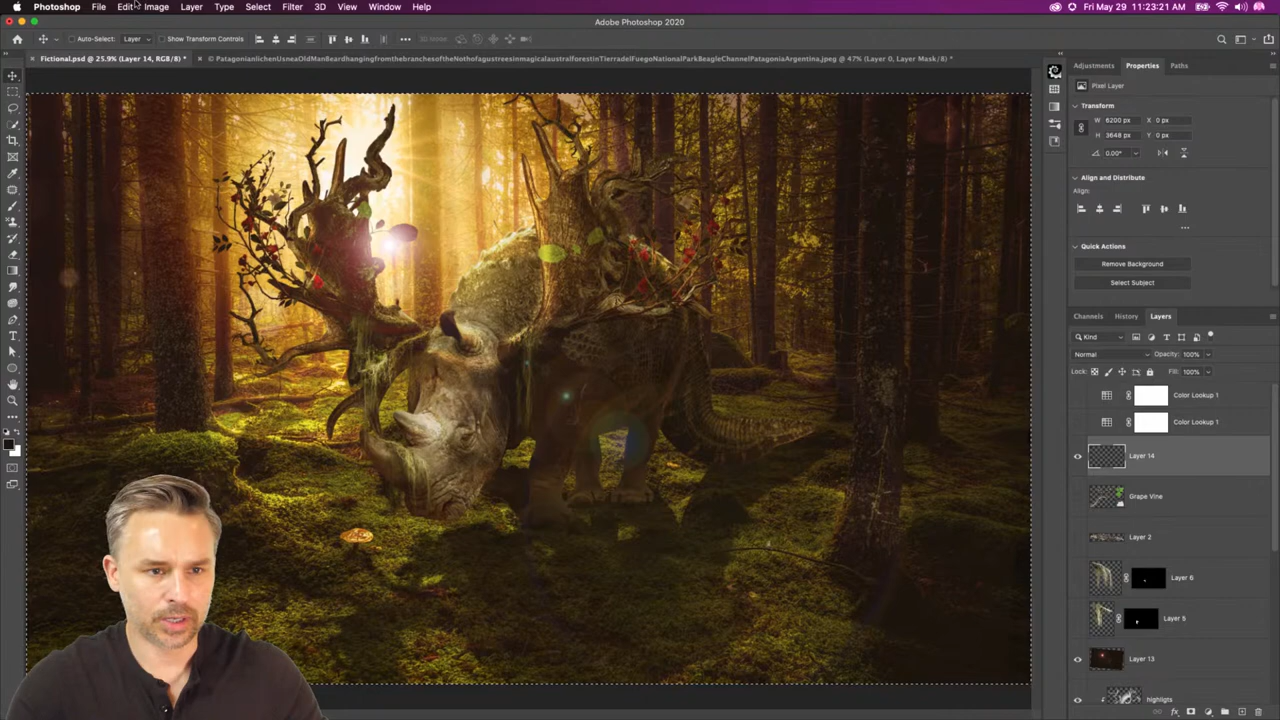 Photoshop File Edit Image Layer Type Select Filter 3D View Window Help Fri May 29 11:23:21 AM
Adobe Photoshop 2020
Auto-Select: Layer Show Transform Controls 3D Mode:
Fictional.psd @ 25.9% (Layer 14, RGB/8) * PatagonianlichenUsneaOldManBeardhangingfromthebranchesoftheNothofagustreesinmagicalaustralforestinTierradelFuegoNationalParkBeagleChannelPatagoniaArgentina.jpeg @ 47% (Layer 0, Layer Mask/8) *
Adjustments Properties Paths
Pixel Layer
Transform
W 6200 px X 0 px
H 3648 px Y 0 px
0.00°
Align and Distribute
Align:
Quick Actions
Remove Background
Select Subject
Channels History Layers
Kind
Normal Opacity: 100%
Lock: Fill: 100%
Color Lookup 1
Color Lookup 1
Layer 14
Grape Vine
Layer 2
Layer 6
Layer 5
Layer 13
highligts